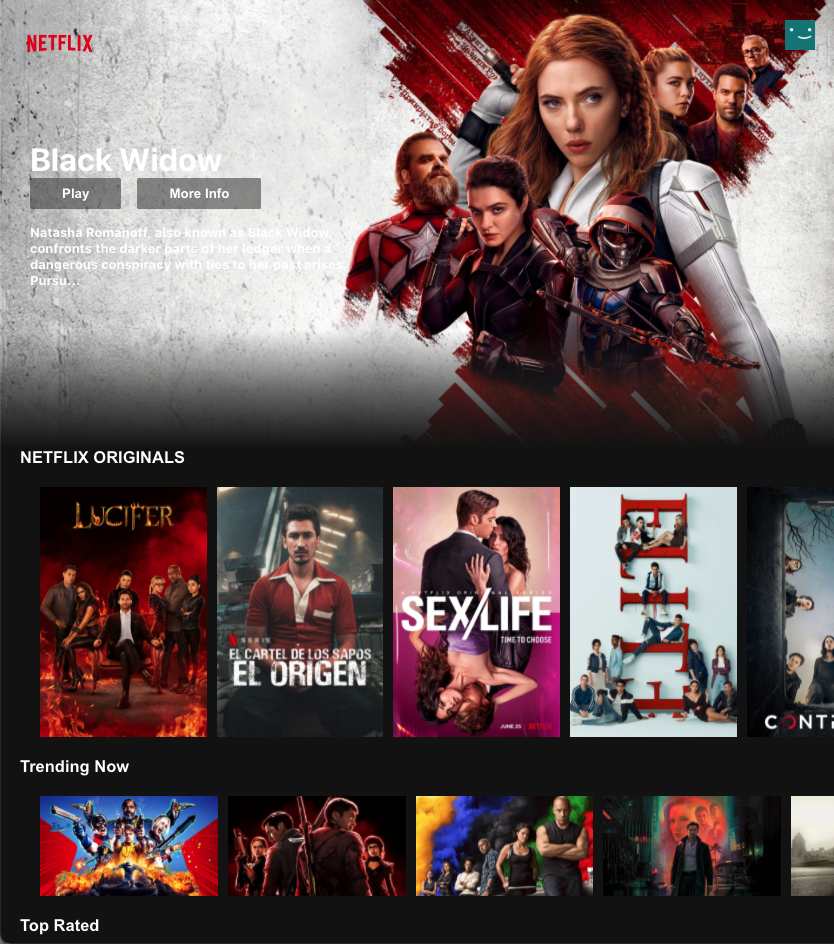 NETFLIX
Black Widow
Play
More Info
Natasha Romanoff, also known as Black Widow,
confronts the darker parts of her ledger when a
dangerous conspiracy with ties to her past arises.
Pursu...
NETFLIX ORIGINALS
LUCIFER
N SERIE
EL CARTEL DE LOS SAPOS
EL ORIGEN
A NETFLIX ORIGINAL SERIES
SEX/LIFE
TIME TO CHOOSE
JUNE 25
NETFLIX
ELITE
CONT
Trending Now
Top Rated